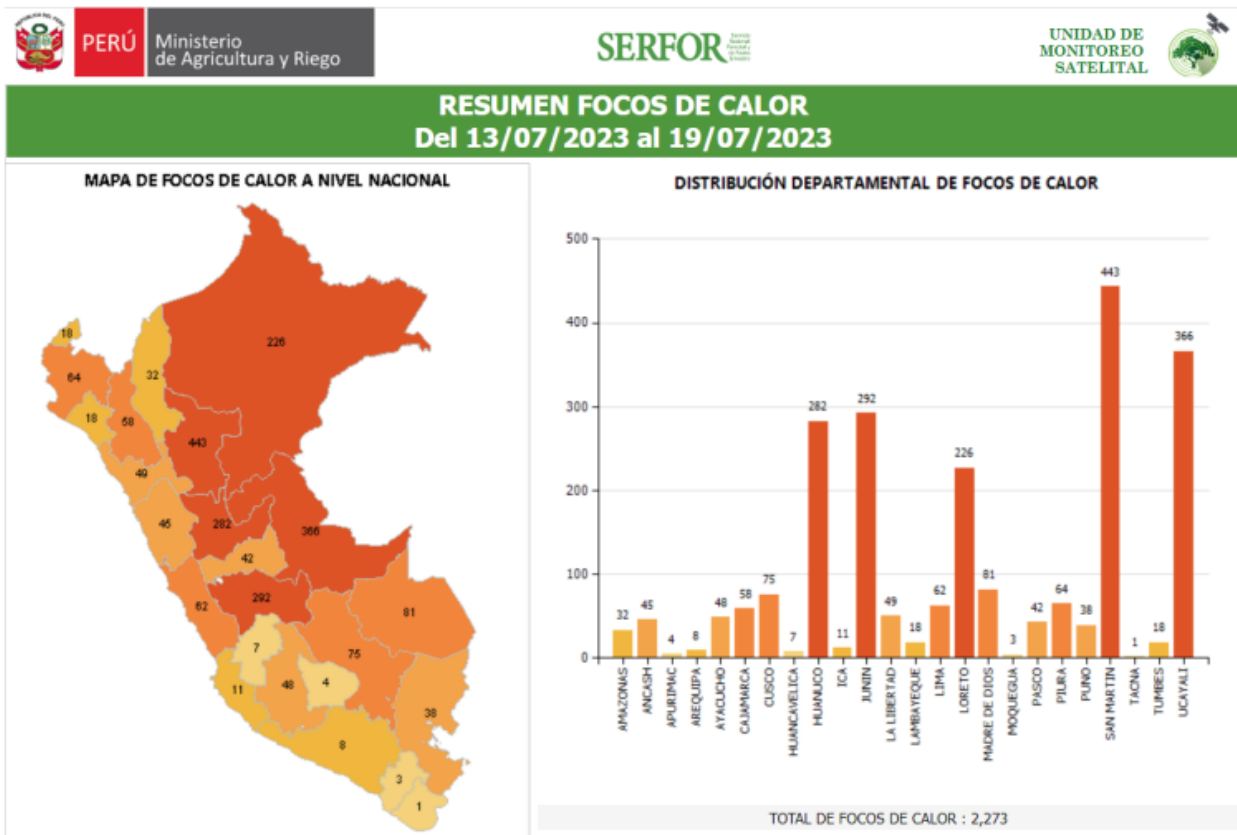 PERÚ
Ministerio
de Agricultura y Riego
SERFOR
UNIDAD DE
MONITOREO
SATELITAL
RESUMEN FOCOS DE CALOR
Del 13/07/2023 al 19/07/2023
MAPA DE FOCOS DE CALOR A NIVEL NACIONAL
18
64
32
226
18
58
443
49
45
282
366
42
62
292
81
7
75
4
11
48
38
8
3
1
DISTRIBUCIÓN DEPARTAMENTAL DE FOCOS DE CALOR
500
400
300
200
100
0
32
45
4
8
48
58
75
7
282
11
292
49
18
62
226
81
3
42
64
38
443
1
18
366
AMAZONAS
ANCASH
APURIMAC
AREQUIPA
AYACUCHO
CAJAMARCA
CUSCO
HUANCAVELICA
HUANUCO
ICA
JUNIN
LA LIBERTAD
LAMBAYEQUE
LIMA
LORETO
MADRE DE DIOS
MOQUEGUA
PASCO
PIURA
PUNO
SAN MARTIN
TACNA
TUMBES
UCAYALI
TOTAL DE FOCOS DE CALOR : 2,273